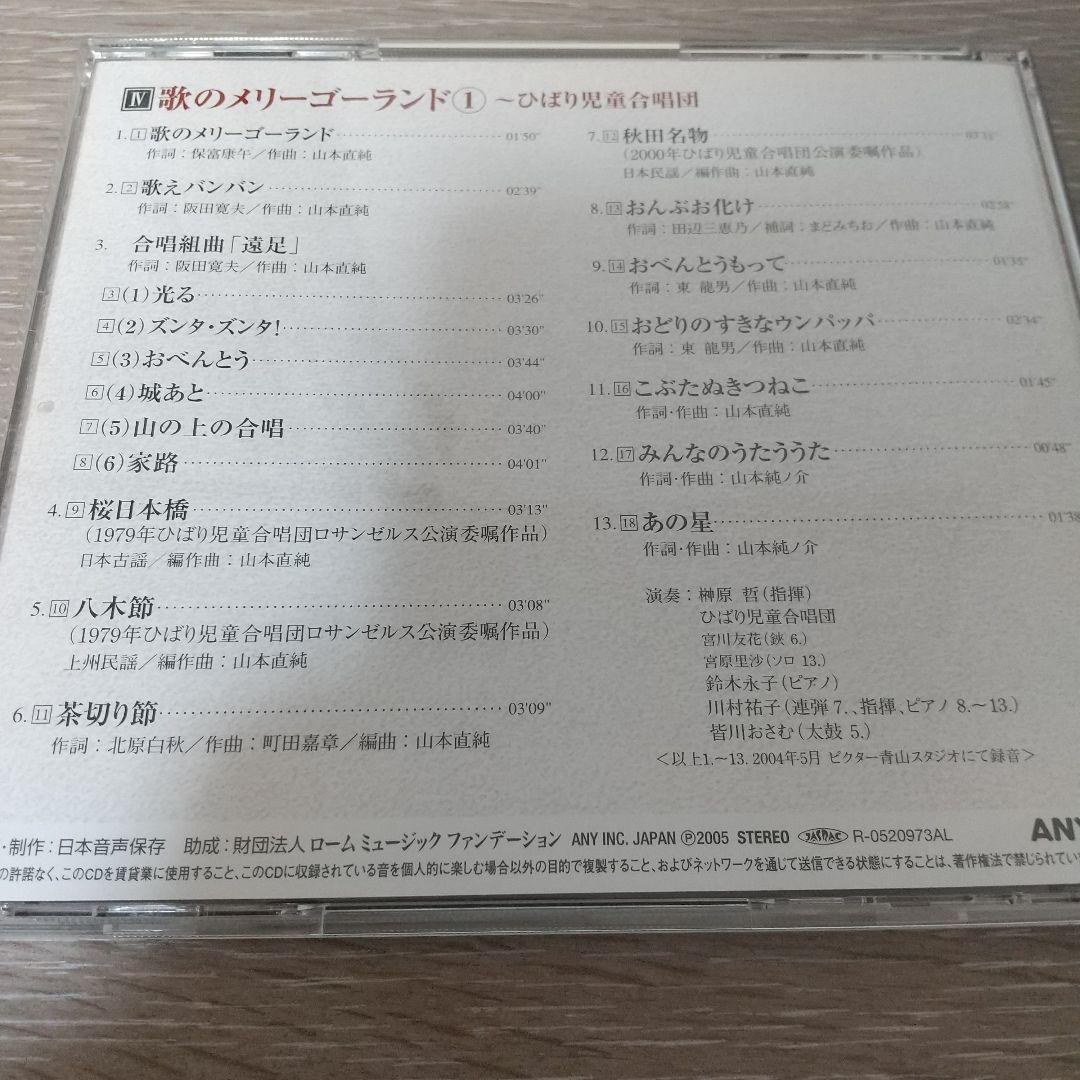 Ⅳ 歌のメリーゴーランド① ～ひばり児童合唱団
1. 1 歌のメリーゴーランド 01'50"
作詞：保富康午／作曲：山本直純
2. 2 歌えバンバン 02'39"
作詞：阪田寛夫／作曲：山本直純
3. 合唱組曲「遠足」
作詞：阪田寛夫／作曲：山本直純
3 (1)光る 03'26"
4 (2)ズンタ・ズンタ! 03'30"
5 (3)おべんとう 03'44"
6 (4)城あと 04'00"
7 (5)山の上の合唱 03'40"
8 (6)家路 04'01"
4. 9 桜日本橋 03'13"
(1979年ひばり児童合唱団ロサンゼルス公演委嘱作品)
日本古謡／編作曲：山本直純
5. 10 八木節 03'08"
(1979年ひばり児童合唱団ロサンゼルス公演委嘱作品)
上州民謡／編作曲：山本直純
6. 11 茶切り節 03'09"
作詞：北原白秋／作曲：町田嘉章／編曲：山本直純
7. 12 秋田名物
(2000年ひばり児童合唱団公演委嘱作品)
日本民謡／編作曲：山本直純
8. 13 おんぶお化け 02'58"
作詞：田辺三恵乃／補詞：まどみちお／作曲：山本直純
9. 14 おべんとうもって 01'35"
作詞：東 龍男／作曲：山本直純
10. 15 おどりのすきなウンパッパ 02'34"
作詞：東 龍男／作曲：山本直純
11. 16 こぶたぬきつねこ 01'45"
作詞・作曲：山本直純
12. 17 みんなのうたううた 00'48"
作詞・作曲：山本純ノ介
13. 18 あの星 01'38
作詞・作曲：山本純ノ介
演奏：榊原 哲(指揮)
ひばり児童合唱団
宮川友花(鋏 6.)
宮原里沙(ソロ 13.)
鈴木永子(ピアノ)
川村祐子(連弾 7.、指揮、ピアノ 8.～13.)
皆川おさむ(太鼓 5.)
＜以上1.～13. 2004年5月 ビクター青山スタジオにて録音＞
・制作：日本音声保存 助成：財団法人 ローム ミュージック ファンデーション ANY INC. JAPAN Ⓟ2005 STEREO JASRAC R-0520973AL ANY
の許諾なく、このCDを賃貸業に使用すること、このCDに収録されている音を個人的に楽しむ場合以外の目的で複製すること、およびネットワークを通じて送信できる状態にすることは、著作権法で禁じられてい